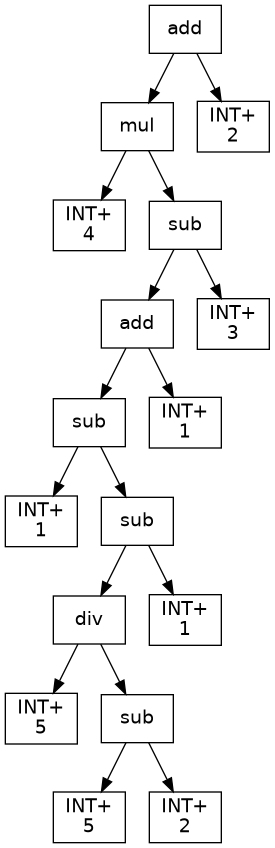 add
mul
INT+
2
INT+
4
sub
add
INT+
3
sub
INT+
1
INT+
1
sub
div
INT+
1
INT+
5
sub
INT+
5
INT+
2